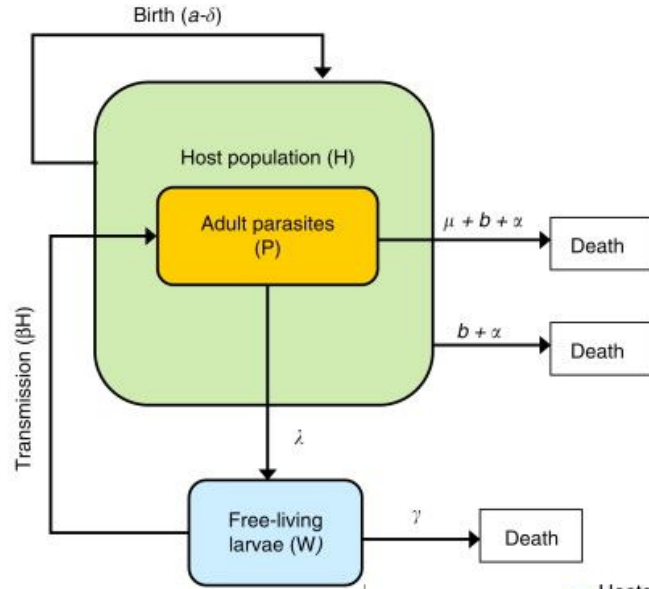 Birth (a-δ)
Host population (H)
Adult parasites
(P)
μ + b + α
Death
b + α
Death
Transmission (βH)
λ
Free-living
larvae (W)
γ
Death